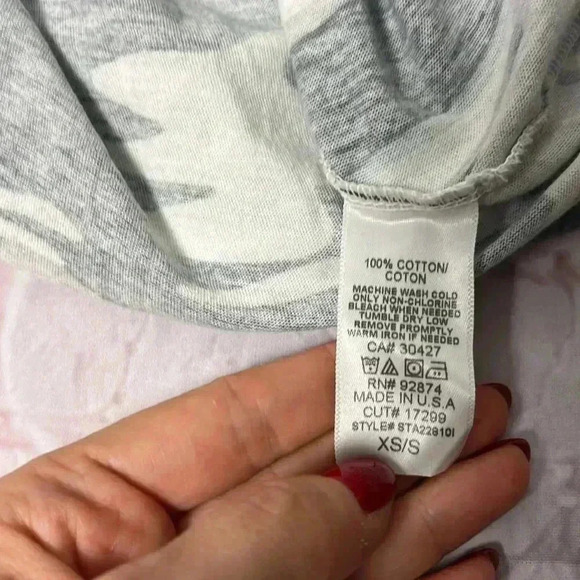 100% COTTON/
COTON
MACHINE WASH COLD
ONLY NON-CHLORINE
BLEACH WHEN NEEDED
TUMBLE DRY LOW
REMOVE PROMPTLY
WARM IRON IF NEEDED
CA# 30427
RN# 92874
MADE IN U.S.A
CUT# 17299
STYLE# STA22810I
XS/S